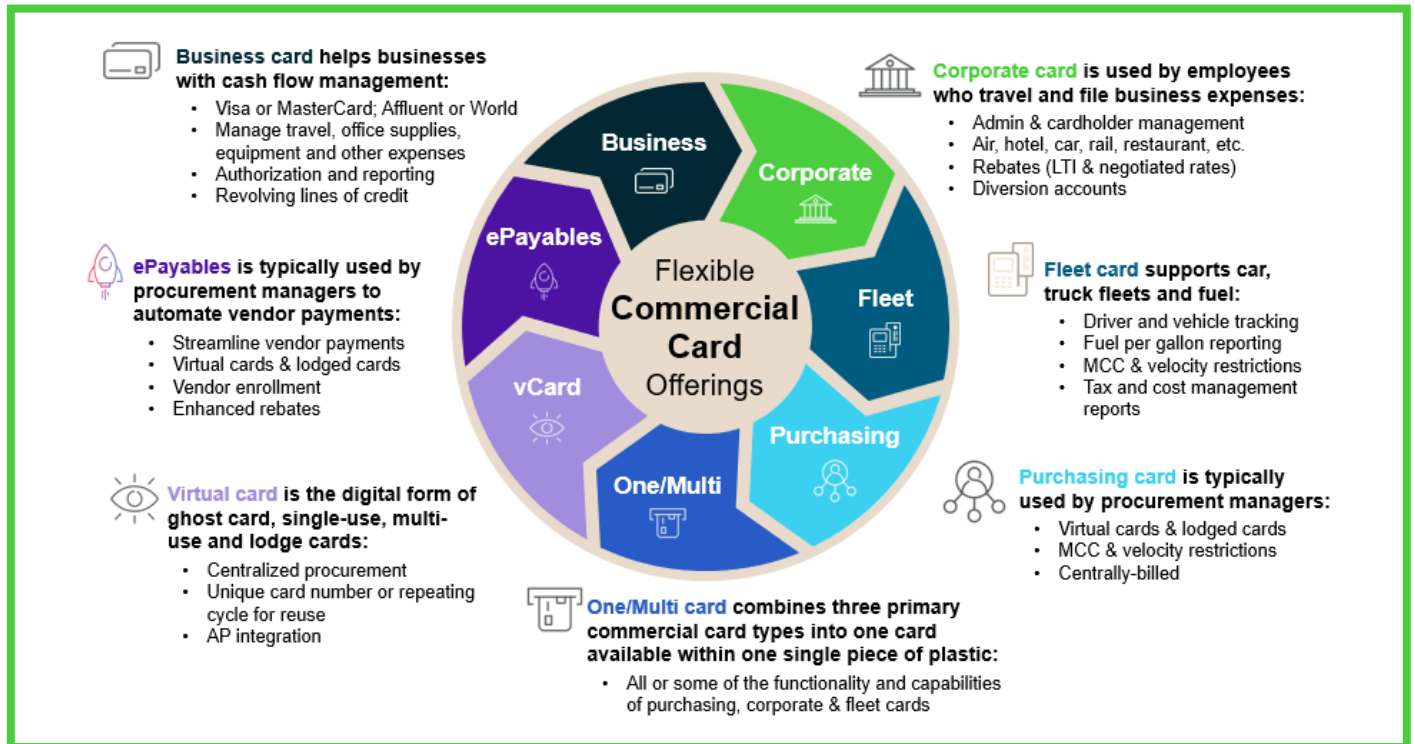 Business card helps businesses
with cash flow management:
• Visa or MasterCard; Affluent or World
• Manage travel, office supplies,
equipment and other expenses
• Authorization and reporting
• Revolving lines of credit
Corporate card is used by employees
who travel and file business expenses:
• Admin & cardholder management
• Air, hotel, car, rail, restaurant, etc.
• Rebates (LTI & negotiated rates)
• Diversion accounts
ePayables is typically used by
procurement managers to
automate vendor payments:
• Streamline vendor payments
• Virtual cards & lodged cards
• Vendor enrollment
• Enhanced rebates
Business
Corporate
ePayables
Fleet
vCard
Purchasing
One/Multi
Flexible
Commercial
Card
Offerings
Fleet card supports car,
truck fleets and fuel:
• Driver and vehicle tracking
• Fuel per gallon reporting
• MCC & velocity restrictions
• Tax and cost management
reports
Virtual card is the digital form of
ghost card, single-use, multi-
use and lodge cards:
• Centralized procurement
• Unique card number or repeating
cycle for reuse
• AP integration
Purchasing card is typically
used by procurement managers:
• Virtual cards & lodged cards
• MCC & velocity restrictions
• Centrally-billed
One/Multi card combines three primary
commercial card types into one card
available within one single piece of plastic:
• All or some of the functionality and capabilities
of purchasing, corporate & fleet cards